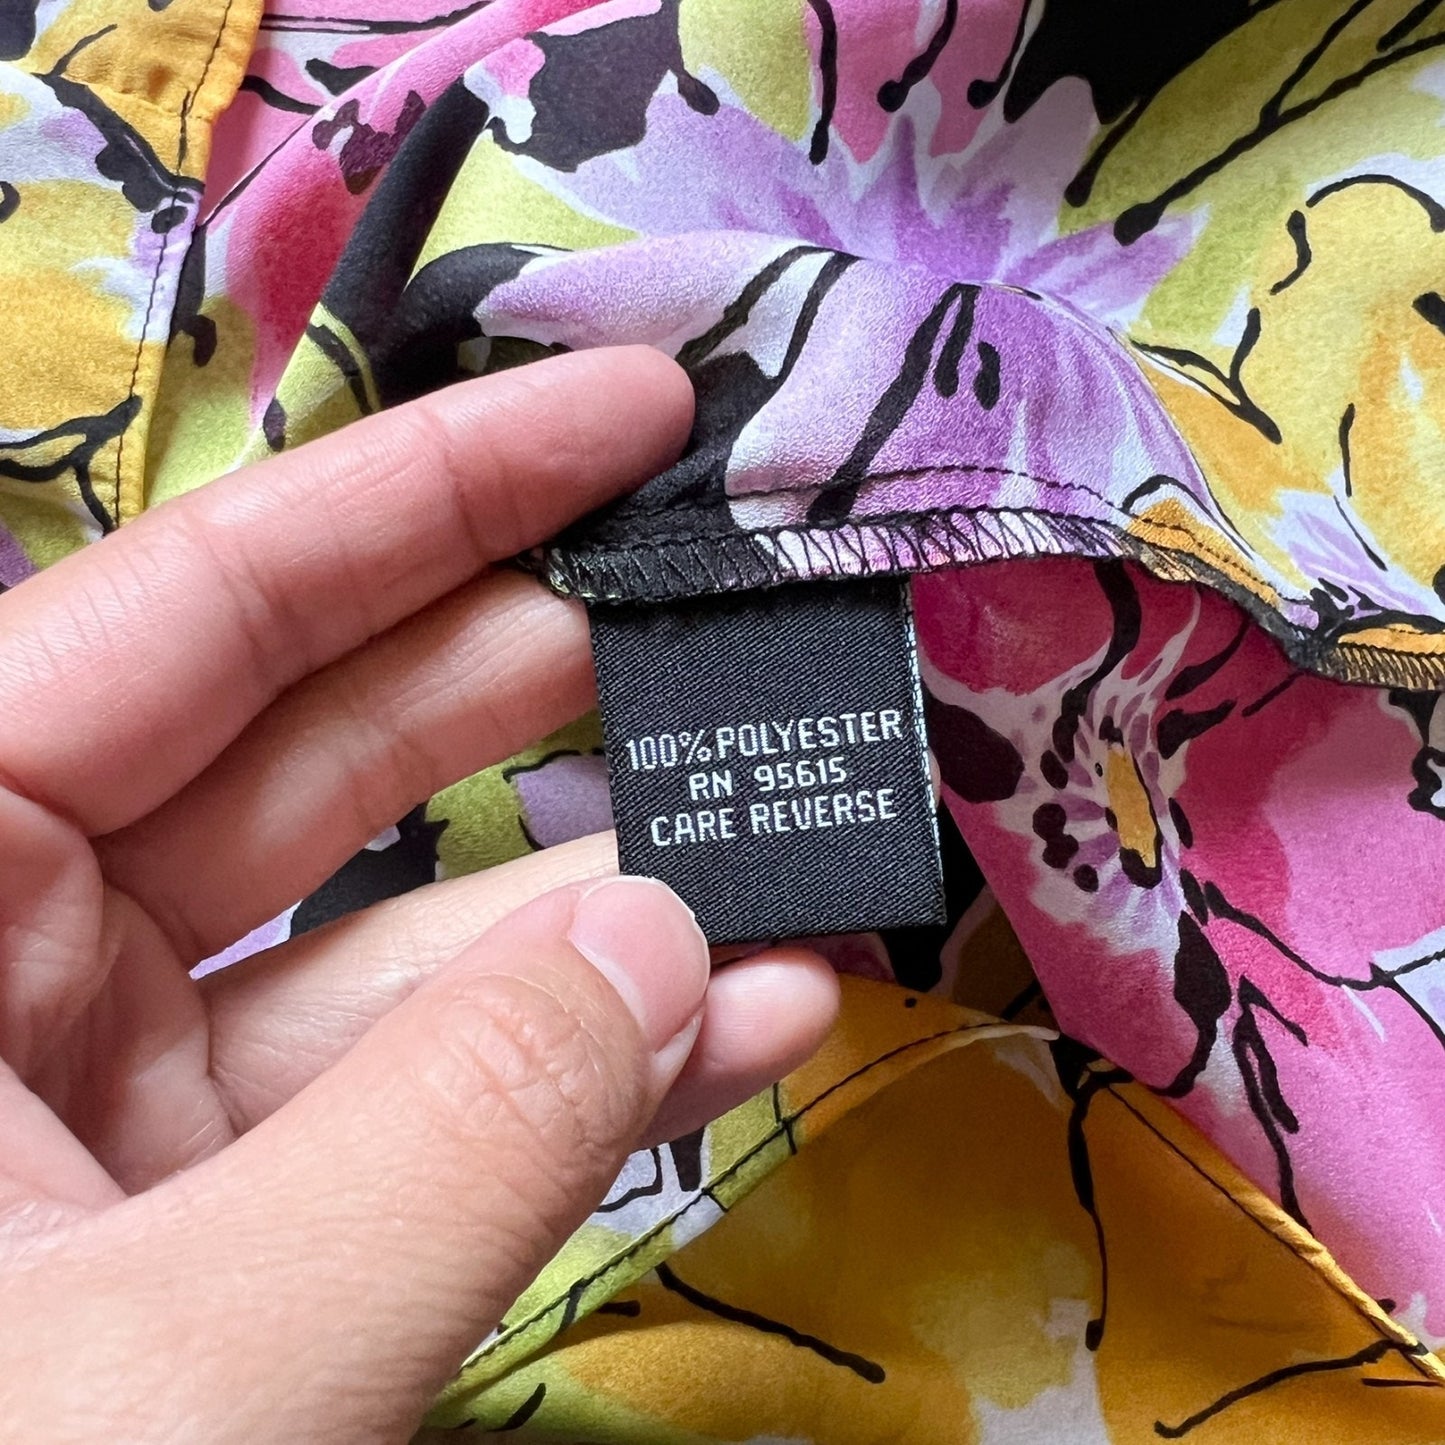 100% POLYESTER
RN 95615
CARE REVERSE